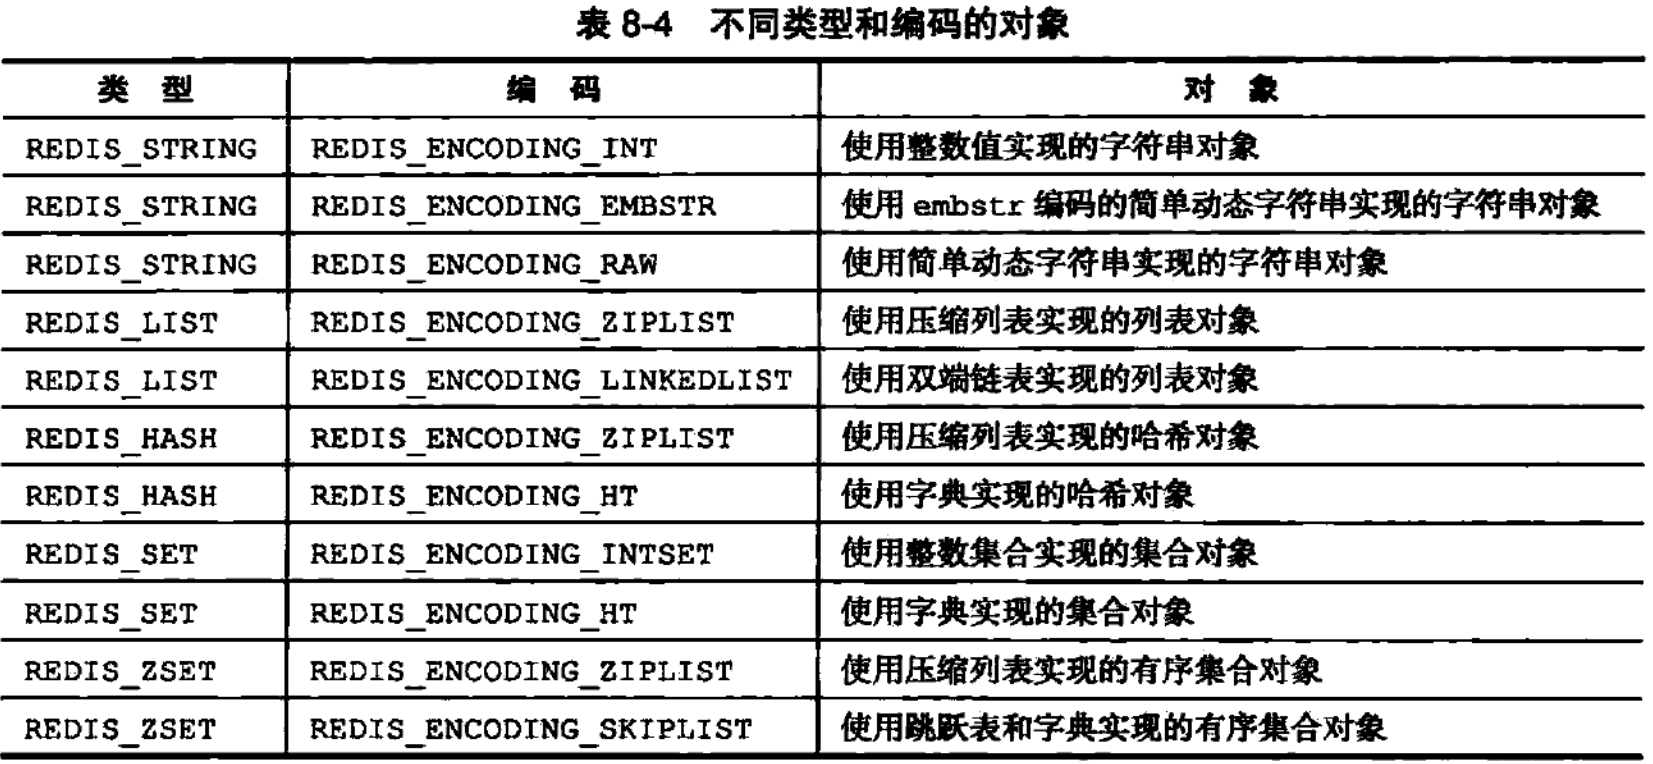 表 8-4 不同类型和编码的对象
类 型 编 码 对 象
REDIS_STRING REDIS_ENCODING_INT 使用整数值实现的字符串对象
REDIS_STRING REDIS_ENCODING_EMBSTR 使用 embstr 编码的简单动态字符串实现的字符串对象
REDIS_STRING REDIS_ENCODING_RAW 使用简单动态字符串实现的字符串对象
REDIS_LIST REDIS_ENCODING_ZIPLIST 使用压缩列表实现的列表对象
REDIS_LIST REDIS_ENCODING_LINKEDLIST 使用双端链表实现的列表对象
REDIS_HASH REDIS_ENCODING_ZIPLIST 使用压缩列表实现的哈希对象
REDIS_HASH REDIS_ENCODING_HT 使用字典实现的哈希对象
REDIS_SET REDIS_ENCODING_INTSET 使用整数集合实现的集合对象
REDIS_SET REDIS_ENCODING_HT 使用字典实现的集合对象
REDIS_ZSET REDIS_ENCODING_ZIPLIST 使用压缩列表实现的有序集合对象
REDIS_ZSET REDIS_ENCODING_SKIPLIST 使用跳跃表和字典实现的有序集合对象